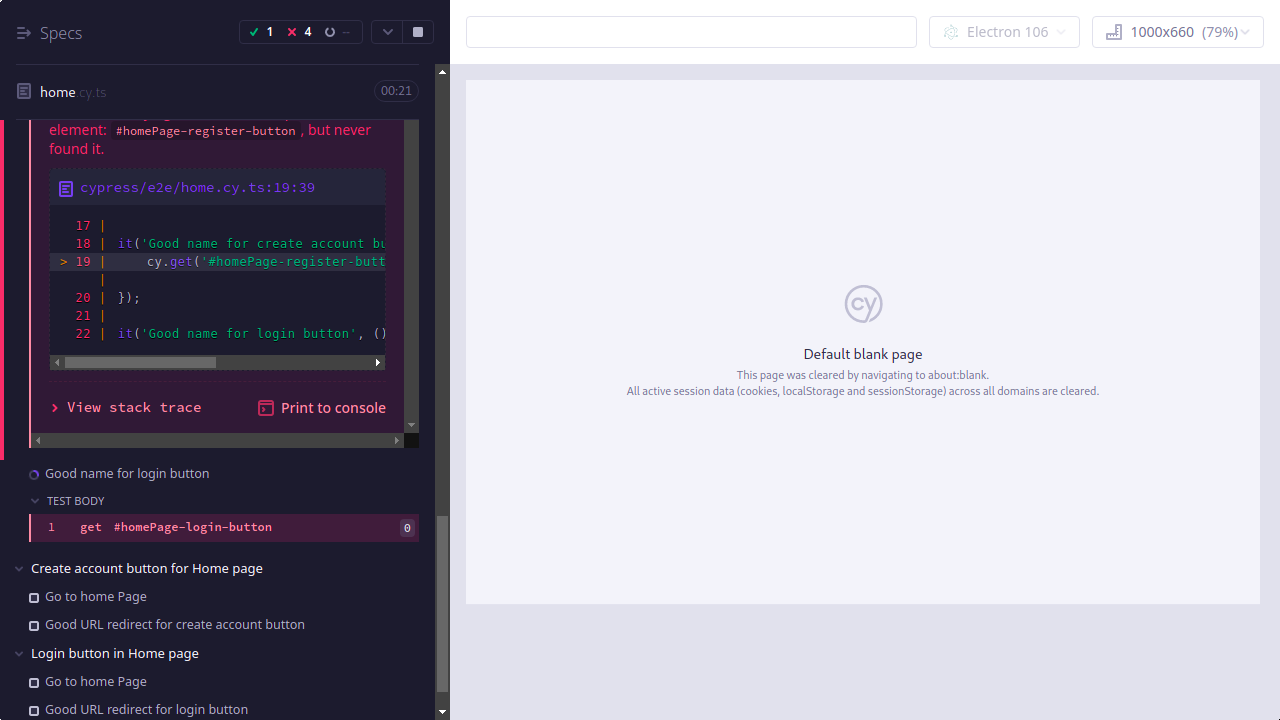 Specs
1
4
--
Electron 106
1000x660 (79%)
home.cy.ts
00:21
element: #homePage-register-button, but never
found it.
cypress/e2e/home.cy.ts:19:39
17 |
18 | it('Good name for create account bu
> 19 | cy.get('#homePage-register-butt
|
20 | });
21 |
22 | it('Good name for login button', ()
View stack trace
Print to console
Good name for login button
TEST BODY
1 get #homePage-login-button 0
Create account button for Home page
Go to home Page
Good URL redirect for create account button
Login button in Home page
Go to home Page
Good URL redirect for login button
cy
Default blank page
This page was cleared by navigating to about:blank.
All active session data (cookies, localStorage and sessionStorage) across all domains are cleared.